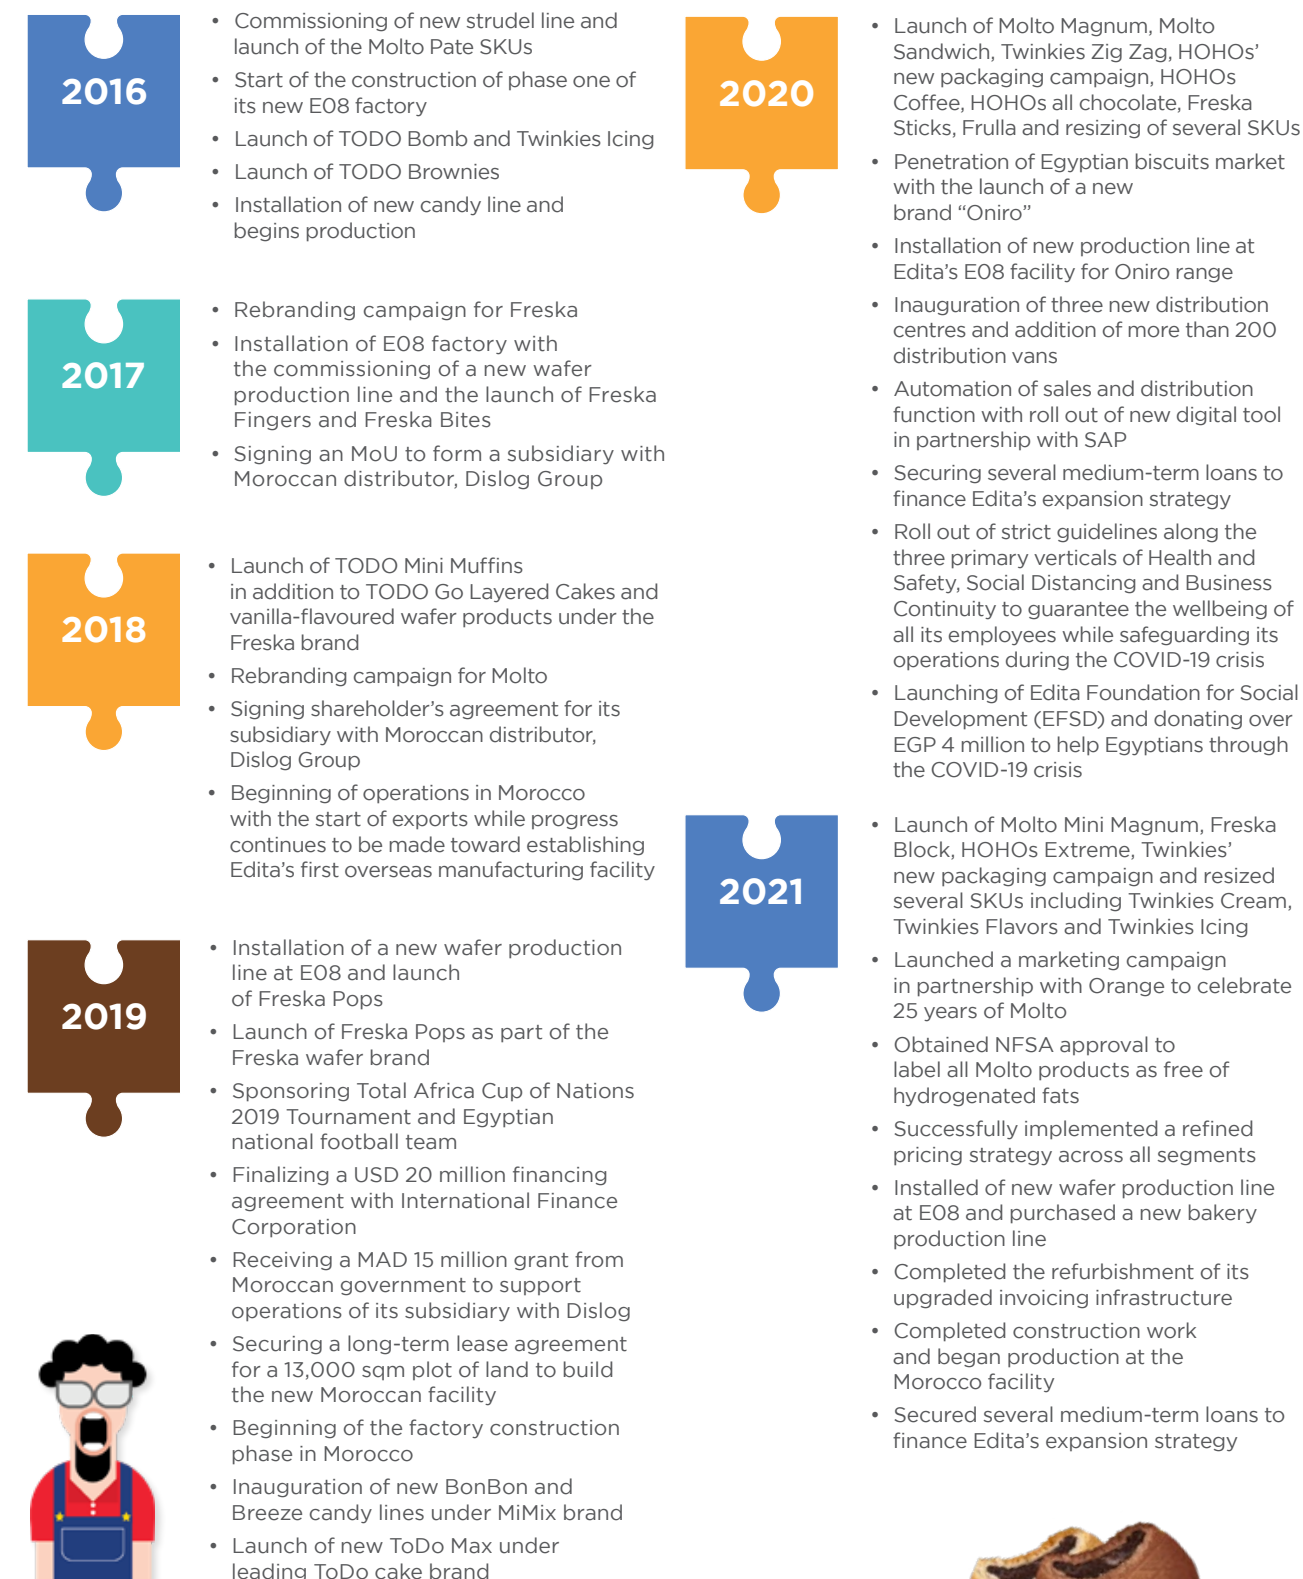 2016
• Commissioning of new strudel line and
launch of the Molto Pate SKUs
• Start of the construction of phase one of
its new E08 factory
• Launch of TODO Bomb and Twinkies Icing
• Launch of TODO Brownies
• Installation of new candy line and
begins production
2017
• Rebranding campaign for Freska
• Installation of E08 factory with
the commissioning of a new wafer
production line and the launch of Freska
Fingers and Freska Bites
• Signing an MoU to form a subsidiary with
Moroccan distributor, Dislog Group
2018
• Launch of TODO Mini Muffins
in addition to TODO Go Layered Cakes and
vanilla-flavoured wafer products under the
Freska brand
• Rebranding campaign for Molto
• Signing shareholder’s agreement for its
subsidiary with Moroccan distributor,
Dislog Group
• Beginning of operations in Morocco
with the start of exports while progress
continues to be made toward establishing
Edita’s first overseas manufacturing facility
2019
• Installation of a new wafer production
line at E08 and launch
of Freska Pops
• Launch of Freska Pops as part of the
Freska wafer brand
• Sponsoring Total Africa Cup of Nations
2019 Tournament and Egyptian
national football team
• Finalizing a USD 20 million financing
agreement with International Finance
Corporation
• Receiving a MAD 15 million grant from
Moroccan government to support
operations of its subsidiary with Dislog
• Securing a long-term lease agreement
for a 13,000 sqm plot of land to build
the new Moroccan facility
• Beginning of the factory construction
phase in Morocco
• Inauguration of new BonBon and
Breeze candy lines under MiMix brand
• Launch of new ToDo Max under
leading ToDo cake brand
2020
• Launch of Molto Magnum, Molto
Sandwich, Twinkies Zig Zag, HOHOs’
new packaging campaign, HOHOs
Coffee, HOHOs all chocolate, Freska
Sticks, Frulla and resizing of several SKUs
• Penetration of Egyptian biscuits market
with the launch of a new
brand “Oniro”
• Installation of new production line at
Edita’s E08 facility for Oniro range
• Inauguration of three new distribution
centres and addition of more than 200
distribution vans
• Automation of sales and distribution
function with roll out of new digital tool
in partnership with SAP
• Securing several medium-term loans to
finance Edita’s expansion strategy
• Roll out of strict guidelines along the
three primary verticals of Health and
Safety, Social Distancing and Business
Continuity to guarantee the wellbeing of
all its employees while safeguarding its
operations during the COVID-19 crisis
• Launching of Edita Foundation for Social
Development (EFSD) and donating over
EGP 4 million to help Egyptians through
the COVID-19 crisis
2021
• Launch of Molto Mini Magnum, Freska
Block, HOHOs Extreme, Twinkies’
new packaging campaign and resized
several SKUs including Twinkies Cream,
Twinkies Flavors and Twinkies Icing
• Launched a marketing campaign
in partnership with Orange to celebrate
25 years of Molto
• Obtained NFSA approval to
label all Molto products as free of
hydrogenated fats
• Successfully implemented a refined
pricing strategy across all segments
• Installed of new wafer production line
at E08 and purchased a new bakery
production line
• Completed the refurbishment of its
upgraded invoicing infrastructure
• Completed construction work
and began production at the
Morocco facility
• Secured several medium-term loans to
finance Edita’s expansion strategy